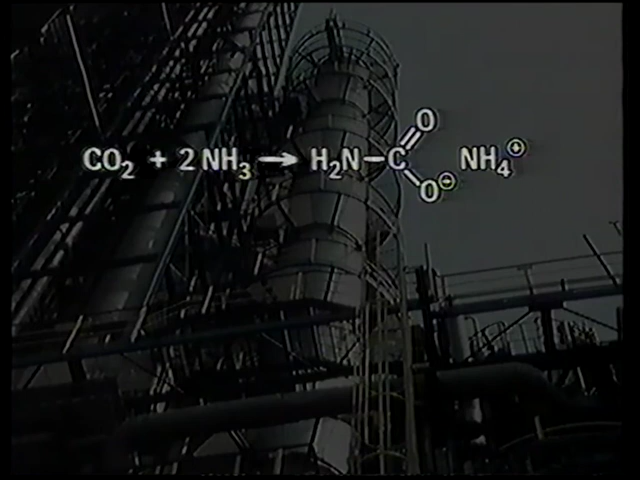 CO₂ + 2 NH₃ → H₂N–C(=O)O⊖ NH₄⊕